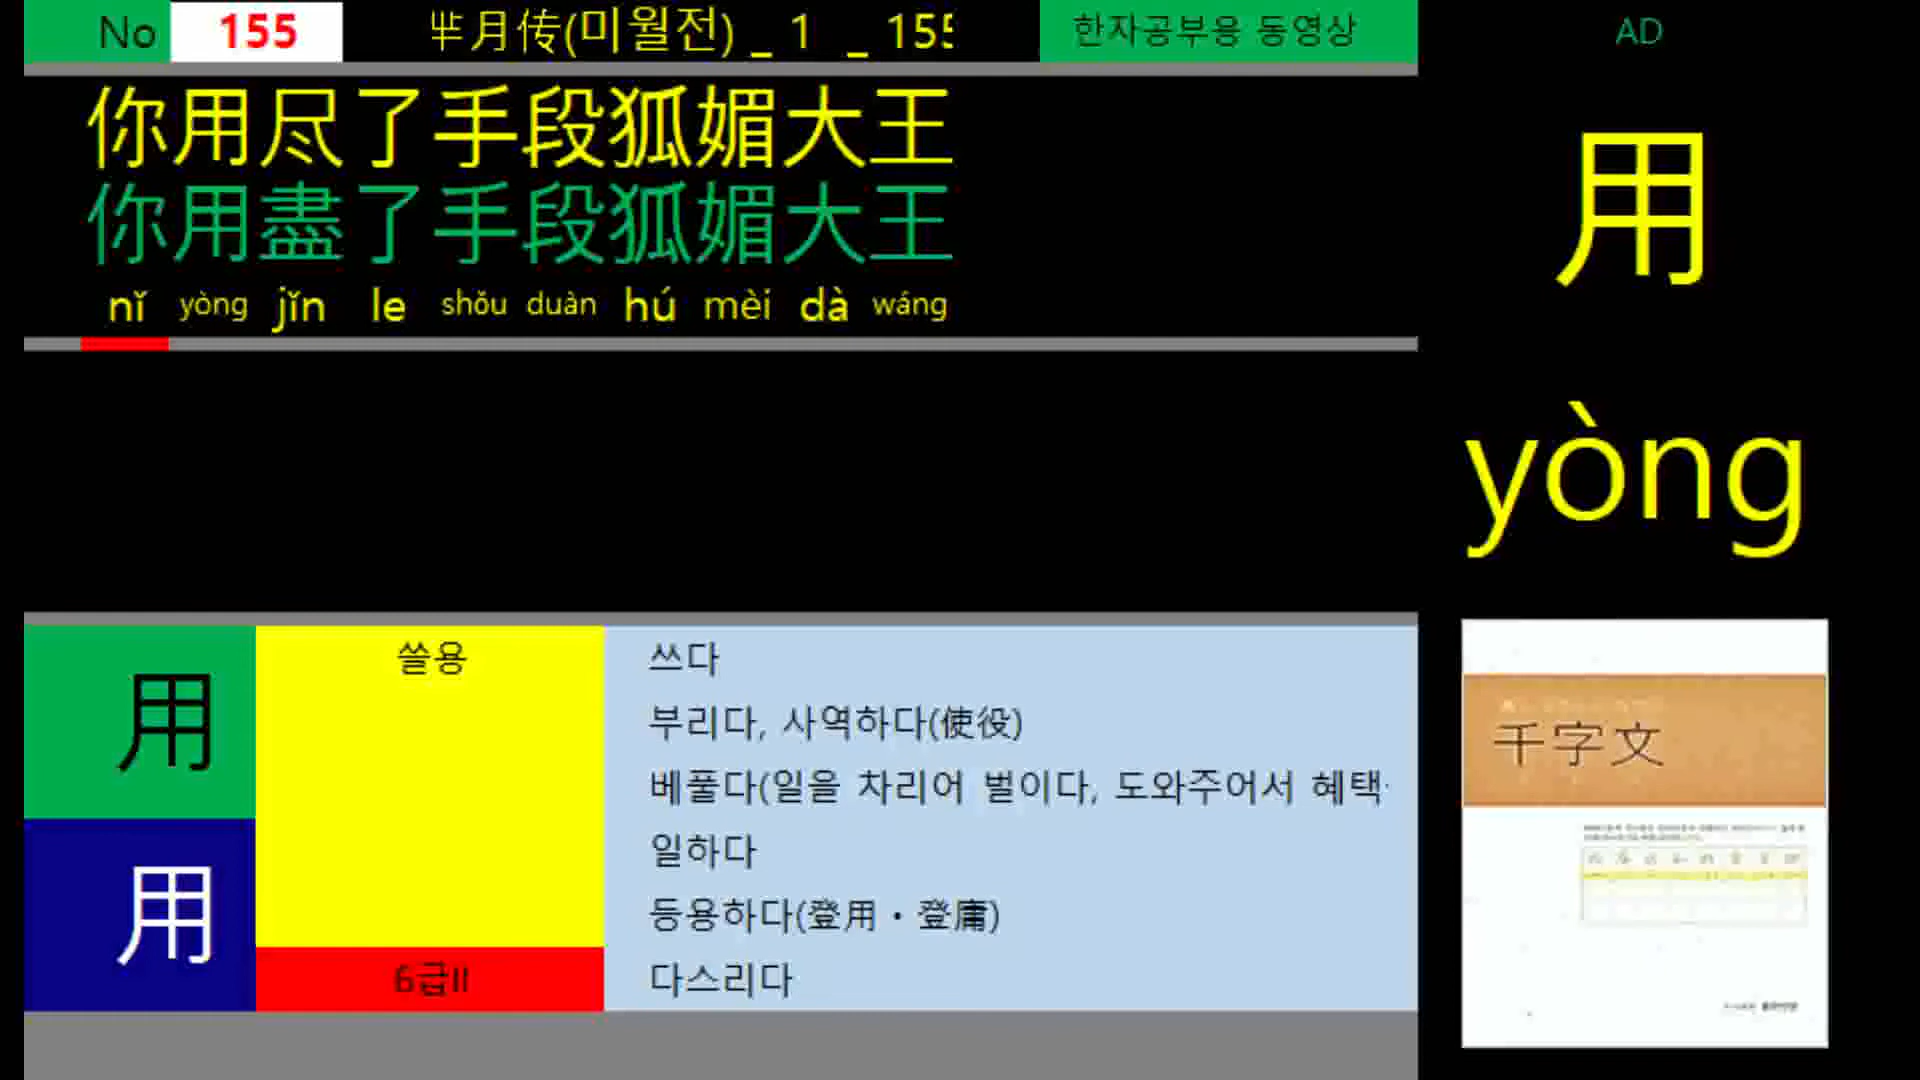 No 155 芈月传(미월전) _ 1 _ 155 한자공부용 동영상 AD
你用尽了手段狐媚大王
你用盡了手段狐媚大王
nǐ yòng jǐn le shǒu duàn hú mèi dà wáng
用
yòng
用
用
쓸용
6급II
쓰다
부리다, 사역하다(使役)
베풀다(일을 차리어 벌이다, 도와주어서 혜택
일하다
등용하다(登用・登庸)
다스리다
千字文